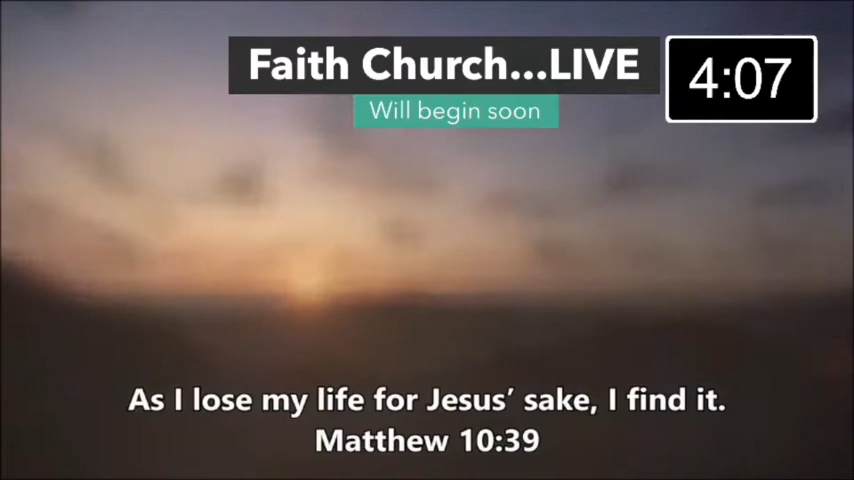 Faith Church...LIVE
4:07
Will begin soon
As I lose my life for Jesus’ sake, I find it.
Matthew 10:39